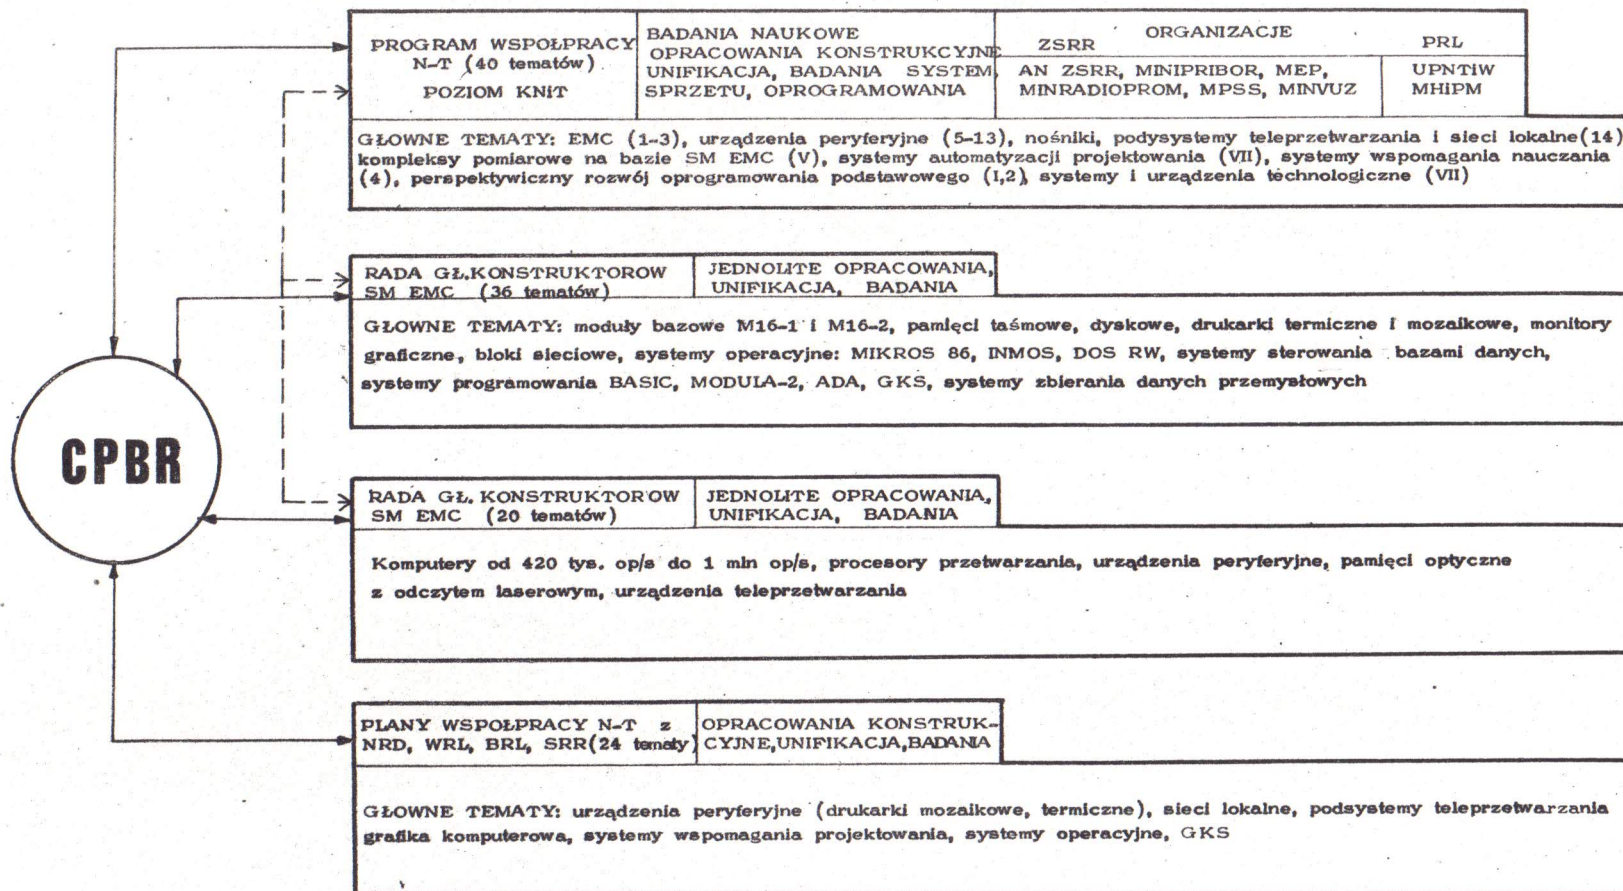 PROGRAM WSPOŁPRACY
N-T (40 tematów)
POZIOM KNiT
BADANIA NAUKOWE
OPRACOWANIA KONSTRUKCYJNE
UNIFIKACJA, BADANIA SYSTEM
SPRZETU, OPROGRAMOWANIA
ORGANIZACJE
ZSRR
PRL
AN ZSRR, MINIPRIBOR, MEP,
MINRADIOPROM, MPSS, MINVUZ
UPNTiW
MHiPM
GŁOWNE TEMATY: EMC (1-3), urządzenia peryferyjne (5-13), nośniki, podysystemy teleprzetwarzania i sieci lokalne(14)
kompleksy pomiarowe na bazie SM EMC (V), systemy automatyzacji projektowania (VII), systemy wspomagania nauczania
(4), perspektywiczny rozwój oprogramowania podstawowego (I,2), systemy i urządzenia technologiczne (VII)
RADA GŁ.KONSTRUKTOROW
SM EMC (36 tematów)
JEDNOLITE OPRACOWANIA,
UNIFIKACJA, BADANIA
GŁOWNE TEMATY: moduły bazowe M16-1 i M16-2, pamięci taśmowe, dyskowe, drukarki termiczne i mozaikowe, monitory
graficzne, bloki sieciowe, systemy operacyjne: MIKROS 86, INMOS, DOS RW, systemy sterowania bazami danych,
systemy programowania BASIC, MODULA-2, ADA, GKS, systemy zbierania danych przemysłowych
CPBR
RADA GŁ. KONSTRUKTOROW
SM EMC (20 tematów)
JEDNOLITE OPRACOWANIA,
UNIFIKACJA, BADANIA
Komputery od 420 tys. op/s do 1 mln op/s, procesory przetwarzania, urządzenia peryferyjne, pamięci optyczne
z odczytem laserowym, urządzenia teleprzetwarzania
PLANY WSPOŁPRACY N-T z
NRD, WRL, BRL, SRR(24 tematy)
OPRACOWANIA KONSTRUK-
CYJNE,UNIFIKACJA,BADANIA
GŁOWNE TEMATY: urządzenia peryferyjne (drukarki mozaikowe, termiczne), sieci lokalne, podsystemy teleprzetwarzania
grafika komputerowa, systemy wspomagania projektowania, systemy operacyjne, GKS